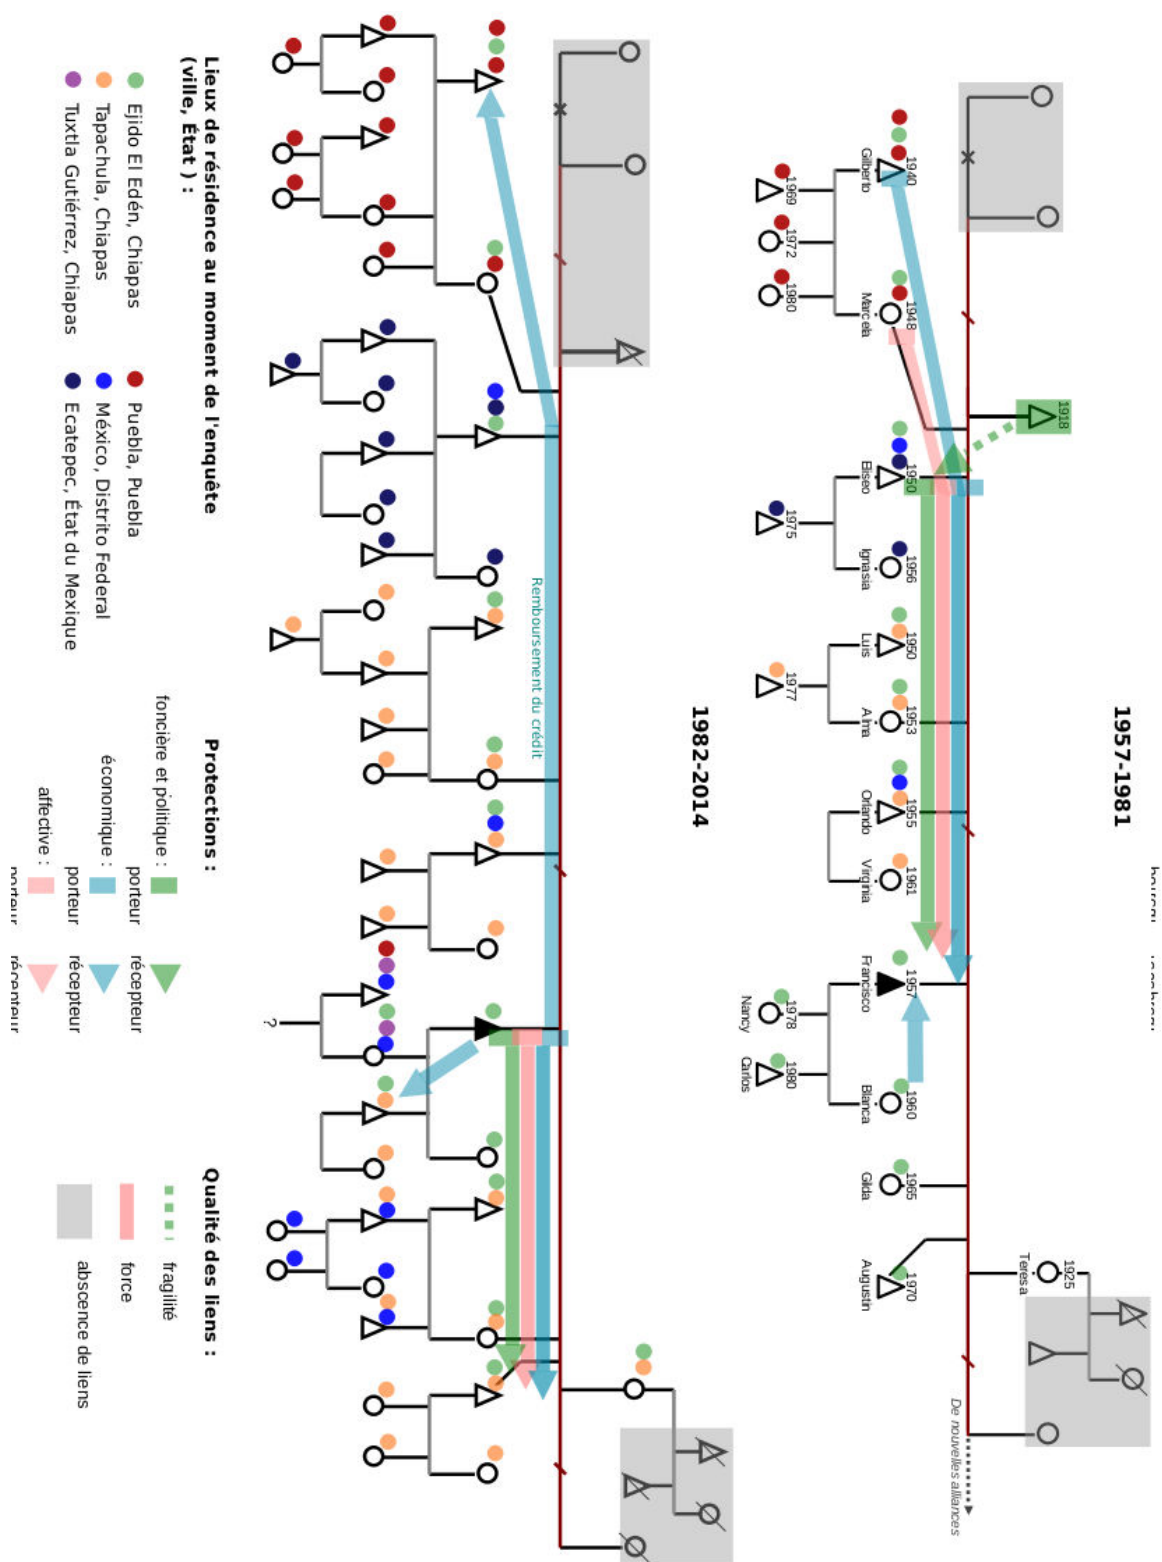 1957-1981
1918
1940
Gilberto
1948
Marcela
1969
1972
1980
1950
Eliseo
1956
Ignasia
1975
1950
Luis
1953
Alma
1977
1955
Orlando
1961
Virginia
1957
Francisco
1960
Blanca
1978
Nancy
1980
Carlos
1965
Gilda
1970
Augustin
1925
Teresa
De nouvelles alliances
1982-2014
Remboursement du crédit
?
Lieux de résidence au moment de l'enquête
(ville, État ) :
Ejido El Edén, Chiapas
Tapachula, Chiapas
Tuxtla Gutiérrez, Chiapas
Puebla, Puebla
México, Distrito Federal
Ecatepec, État du Mexique
Protections :
foncière et politique :
porteur
récepteur
économique :
porteur
récepteur
affective :
porteur
récepteur
Qualité des liens :
fragilité
force
abscence de liens